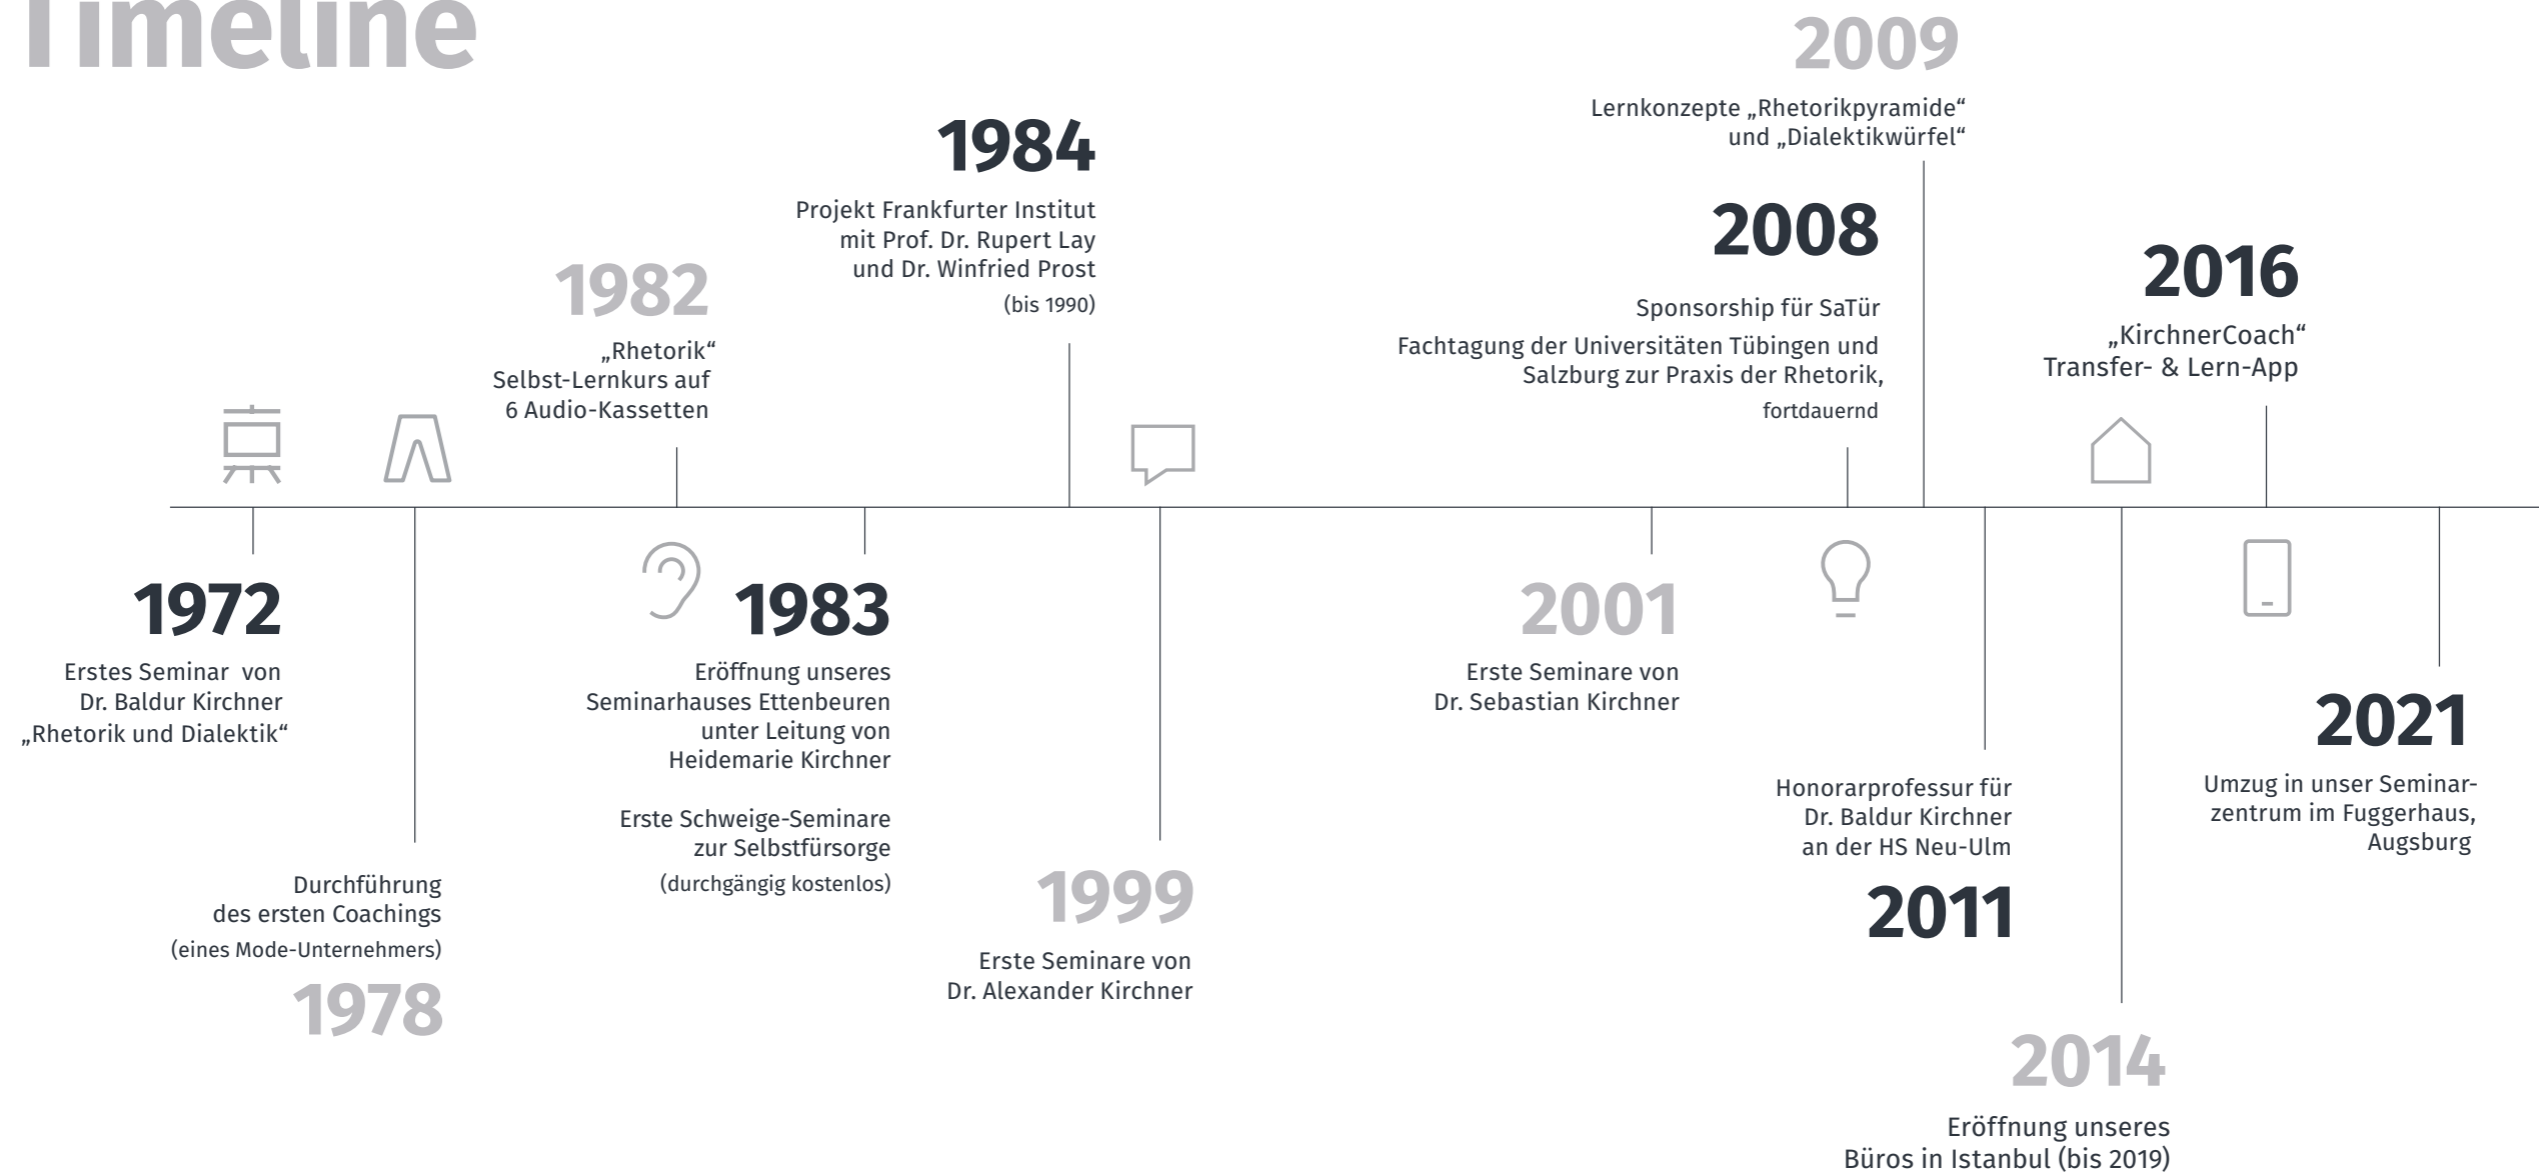 Timeline
1972
Erstes Seminar von
Dr. Baldur Kirchner
„Rhetorik und Dialektik“
Durchführung
des ersten Coachings
(eines Mode-Unternehmers)
1978
1982
„Rhetorik“
Selbst-Lernkurs auf
6 Audio-Kassetten
1983
Eröffnung unseres
Seminarhauses Ettenbeuren
unter Leitung von
Heidemarie Kirchner
Erste Schweige-Seminare
zur Selbstfürsorge
(durchgängig kostenlos)
1984
Projekt Frankfurter Institut
mit Prof. Dr. Rupert Lay
und Dr. Winfried Prost
(bis 1990)
1999
Erste Seminare von
Dr. Alexander Kirchner
2001
Erste Seminare von
Dr. Sebastian Kirchner
2008
Sponsorship für SaTür
Fachtagung der Universitäten Tübingen und
Salzburg zur Praxis der Rhetorik,
fortdauernd
2009
Lernkonzepte „Rhetorikpyramide“
und „Dialektikwürfel“
Honorarprofessur für
Dr. Baldur Kirchner
an der HS Neu-Ulm
2011
2014
Eröffnung unseres
Büros in Istanbul (bis 2019)
2016
„KirchnerCoach“
Transfer- & Lern-App
2021
Umzug in unser Seminar-
zentrum im Fuggerhaus,
Augsburg